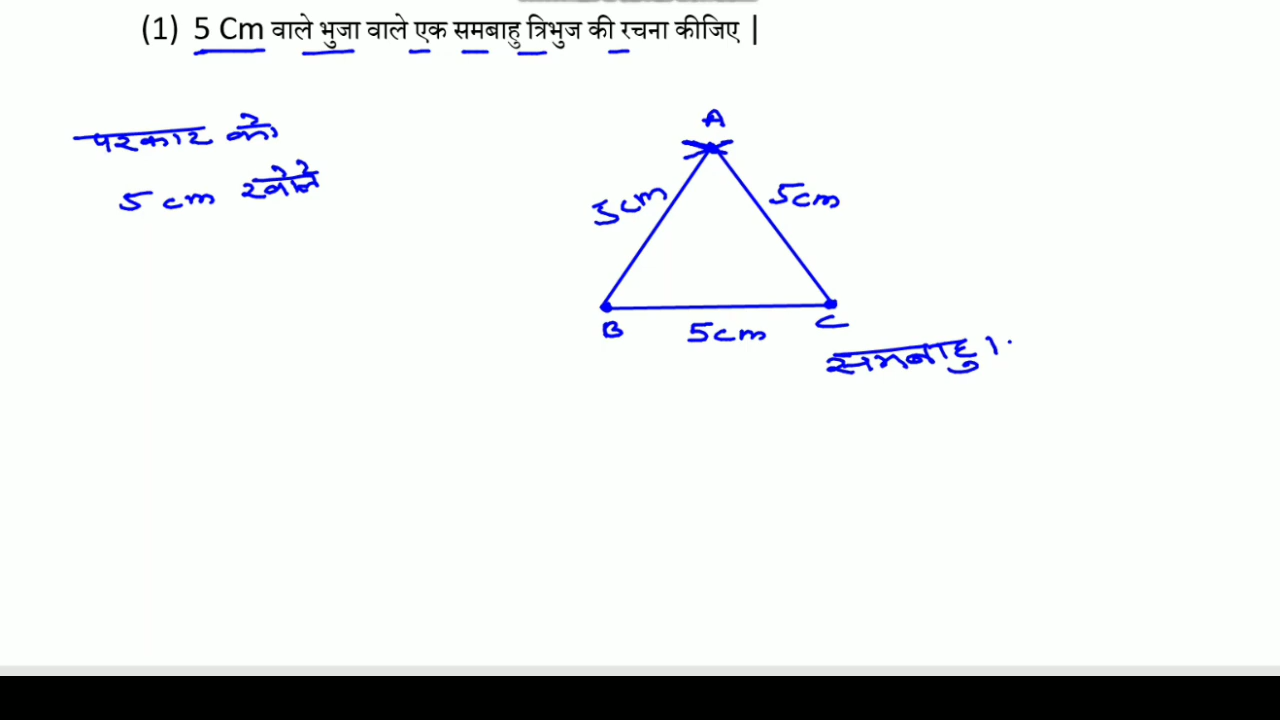 (1) 5 Cm वाले भुजा वाले एक समबाहु त्रिभुज की रचना कीजिए |
परकार को
5 cm खोले
A
5cm
5cm
B
5cm
C
समबाहु।